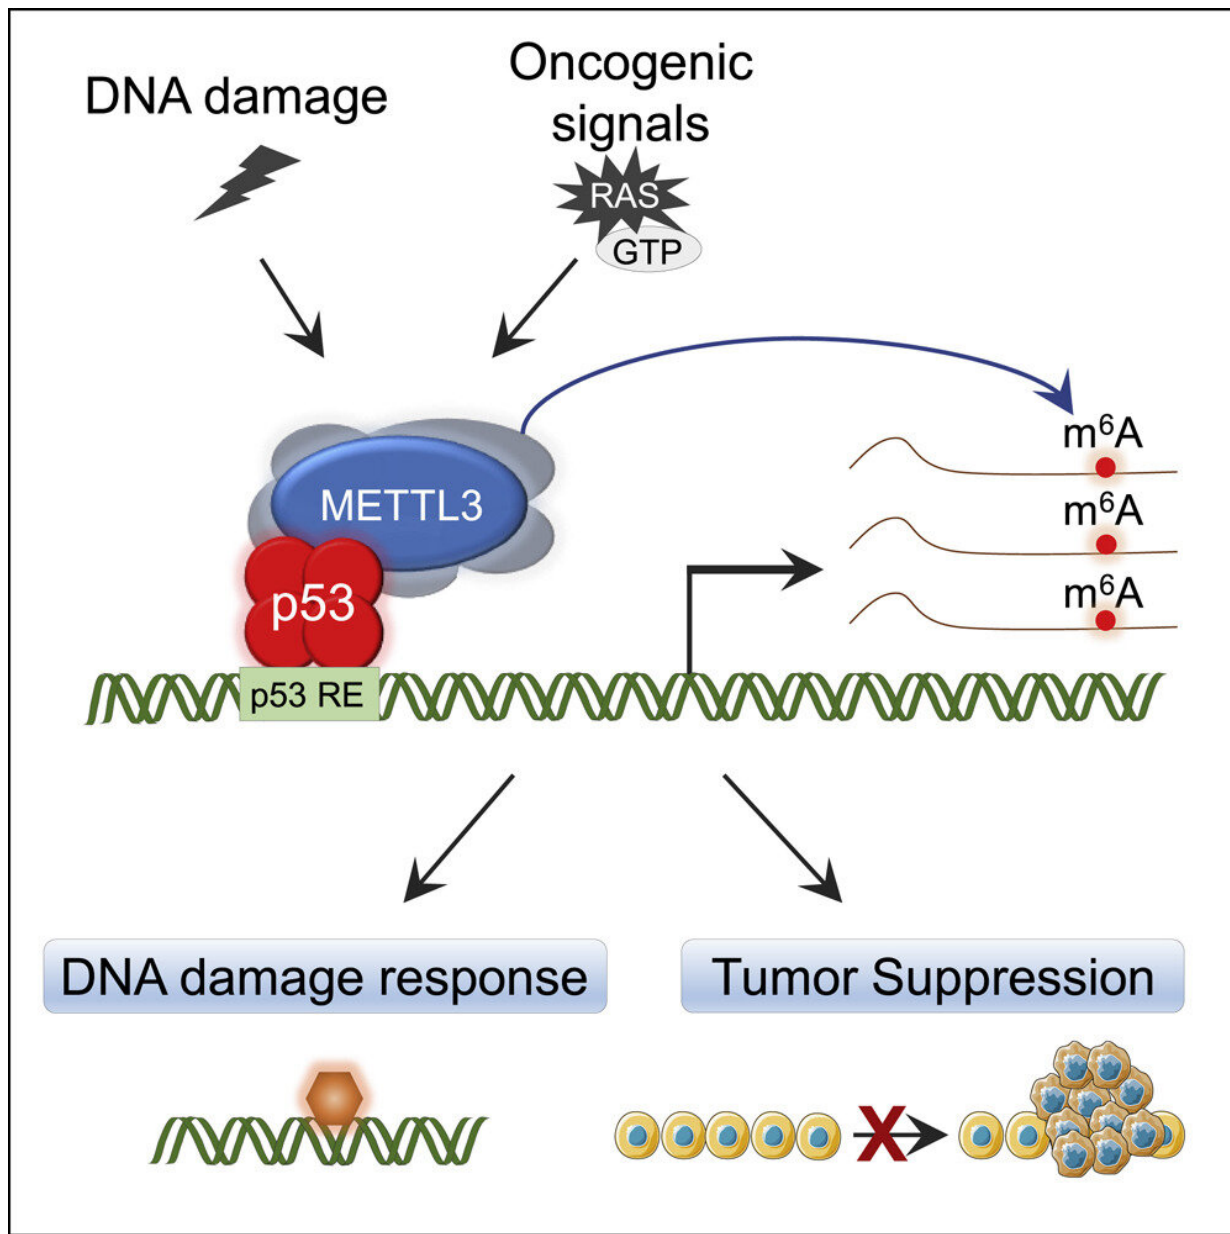 DNA damage
Oncogenic
signals
RAS
GTP
METTL3
p53
p53 RE
m⁶A
m⁶A
m⁶A
DNA damage response
Tumor Suppression
X